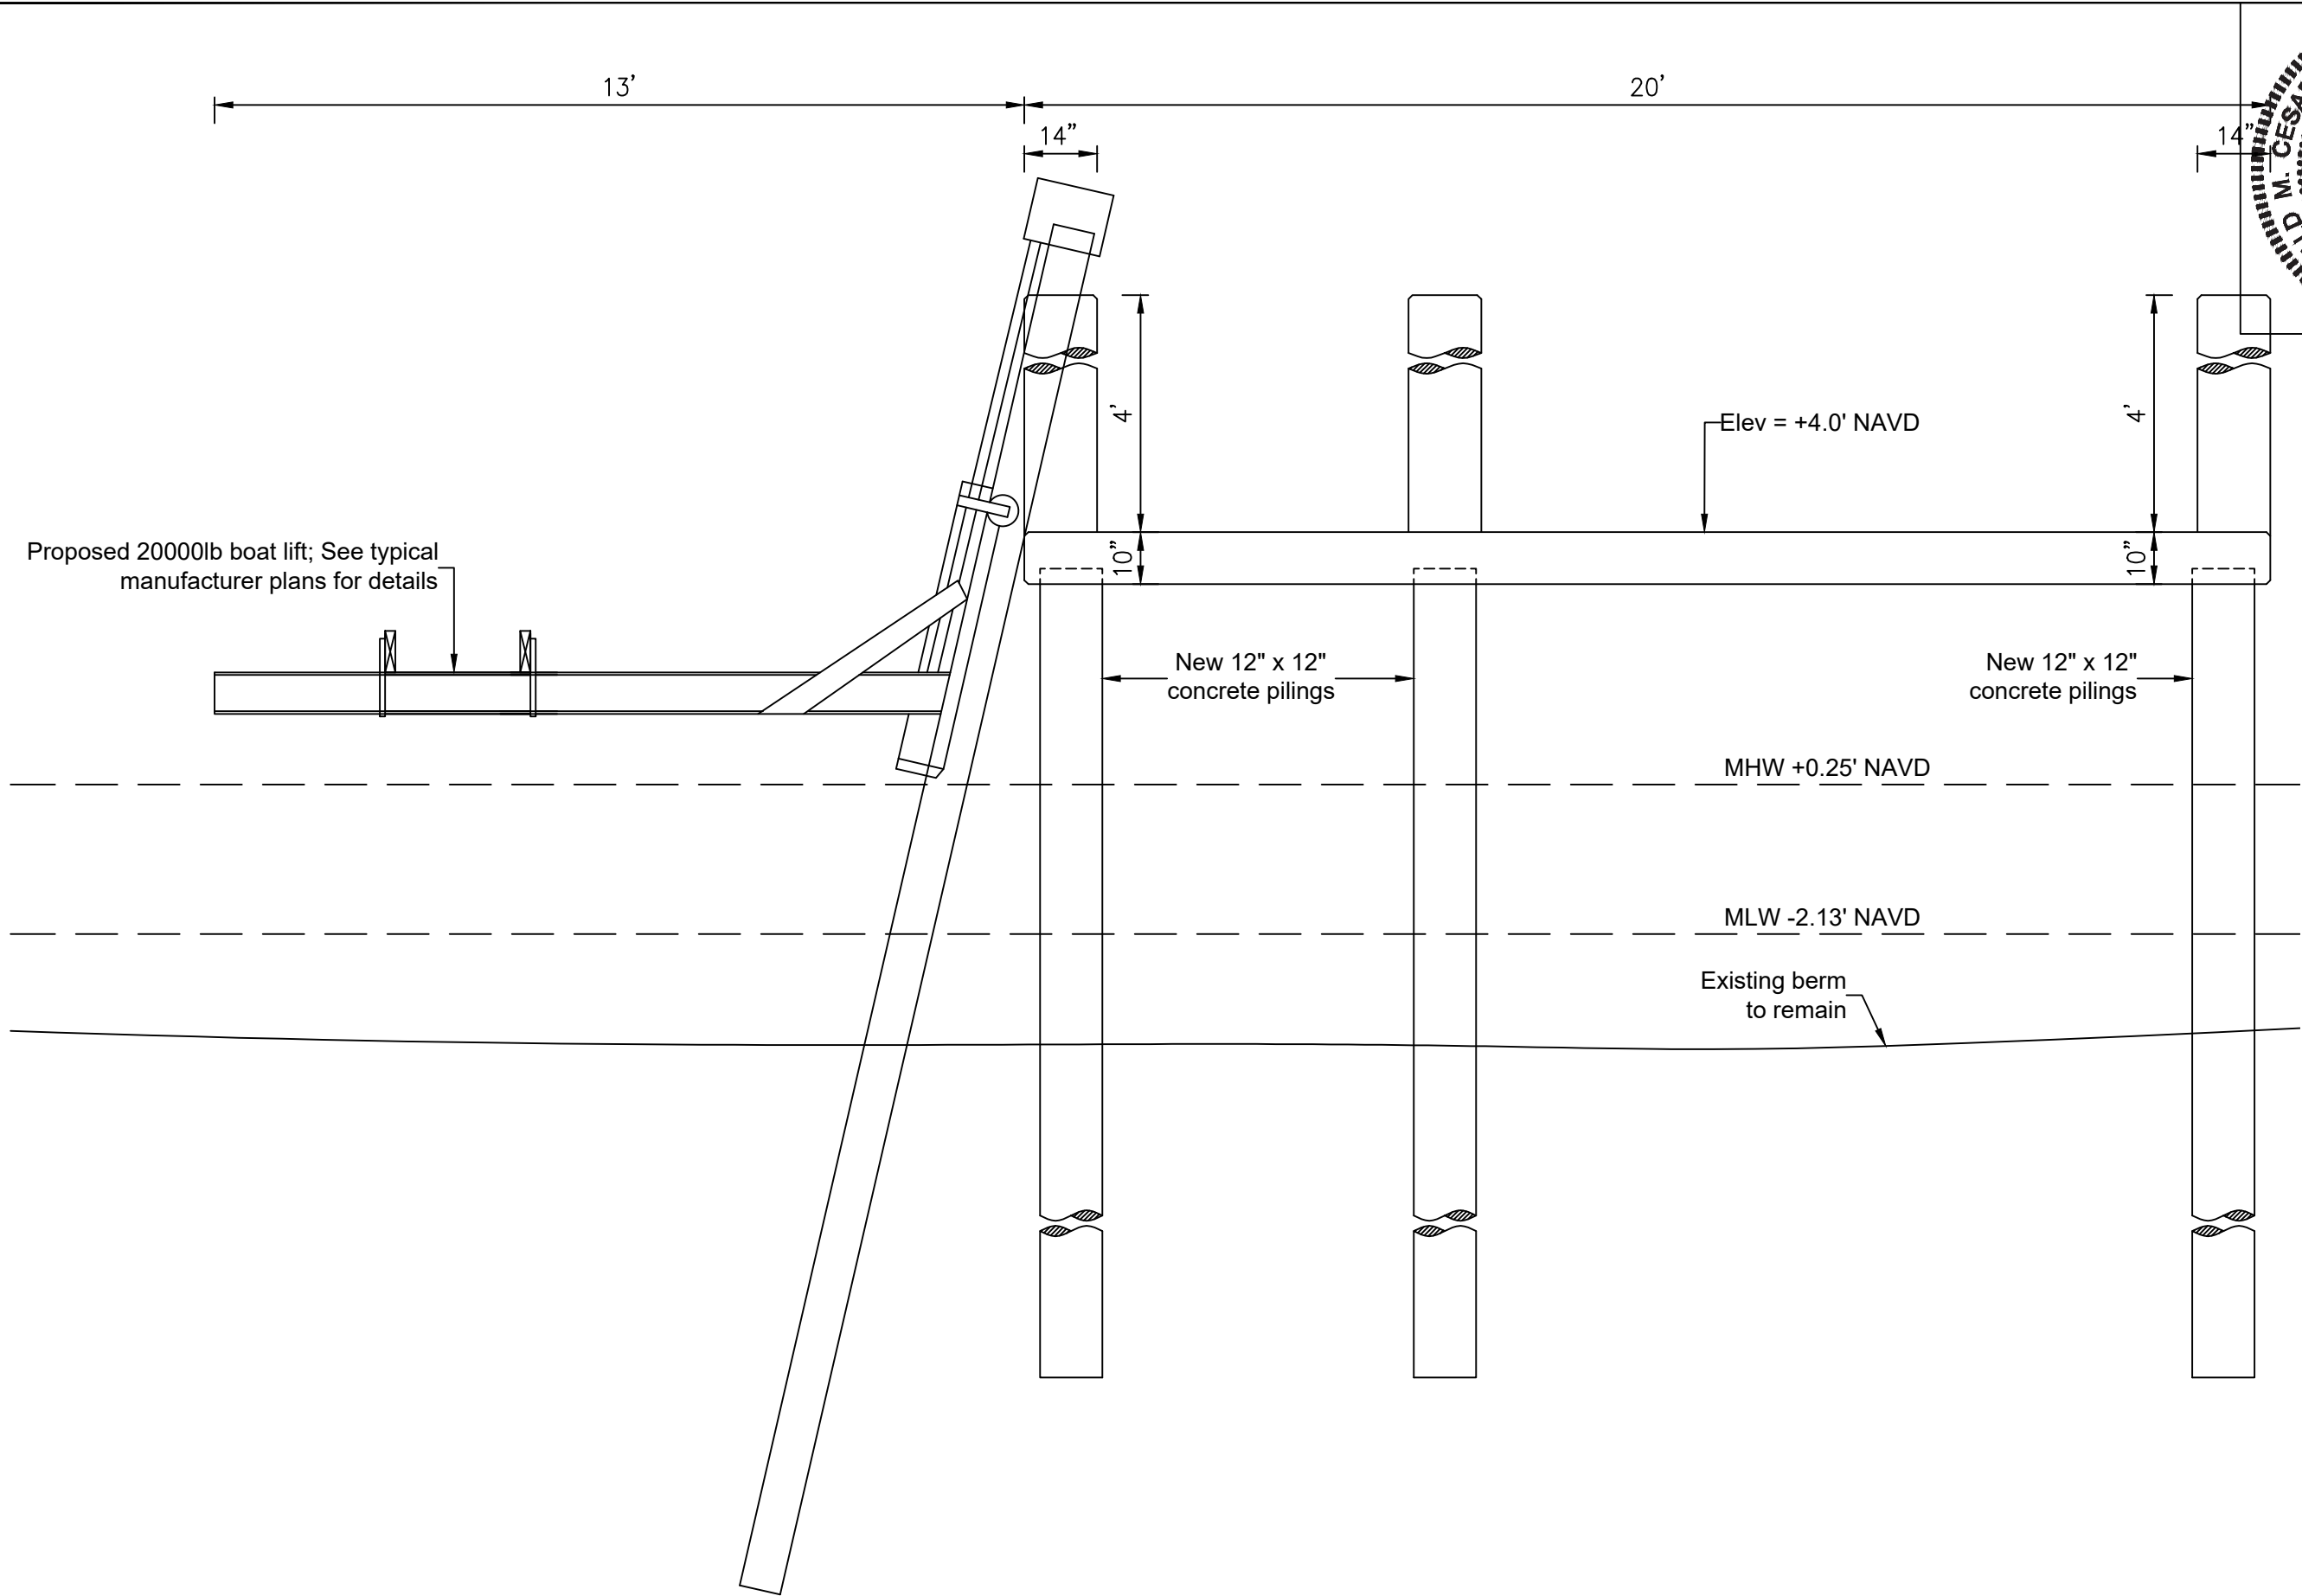 13’
20’
14”
14”
M. CESA
D
4’
4’
Elev = +4.0' NAVD
10”
10”
Proposed 20000lb boat lift; See typical
manufacturer plans for details
New 12" x 12"
concrete pilings
New 12" x 12"
concrete pilings
MHW +0.25' NAVD
MLW -2.13' NAVD
Existing berm
to remain